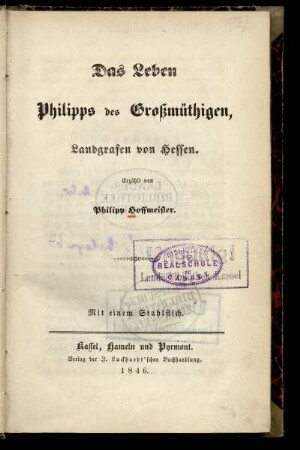 Das Leben
Philipps des Großmüthigen,
Landgrafen von Hessen.
Erzählt von
Philipp Hoffmeister.
REALSCHULE
Mit einem Stahlstich.
Kassel, Hameln und Pyrmont.
Verlag der J. Luckhardt'schen Buchhandlung.
1846.